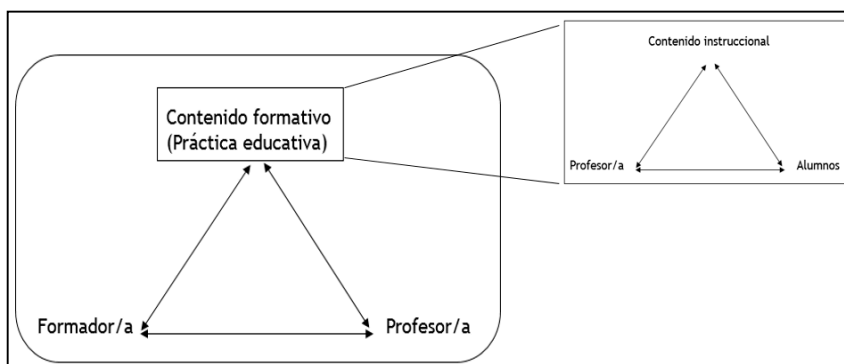 Contenido formativo
(Práctica educativa)
Formador/a
Profesor/a
Contenido instruccional
Profesor/a
Alumnos